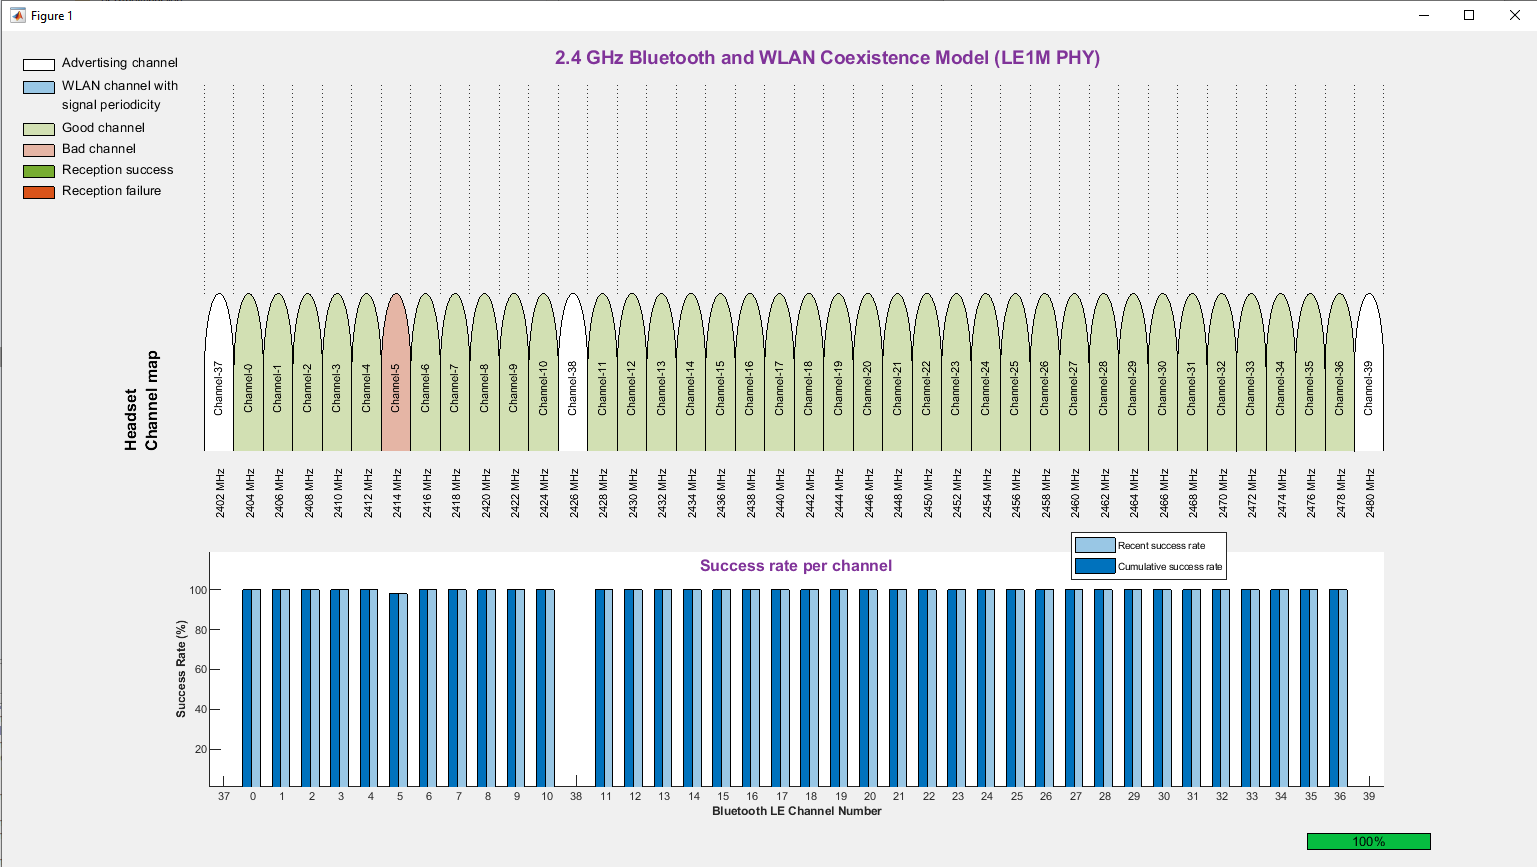 Figure 1
2.4 GHz Bluetooth and WLAN Coexistence Model (LE1M PHY)
Advertising channel
WLAN channel with
signal periodicity
Good channel
Bad channel
Reception success
Reception failure
Headset
Channel map
Channel-37
Channel-0
Channel-1
Channel-2
Channel-3
Channel-4
Channel-5
Channel-6
Channel-7
Channel-8
Channel-9
Channel-10
Channel-38
Channel-11
Channel-12
Channel-13
Channel-14
Channel-15
Channel-16
Channel-17
Channel-18
Channel-19
Channel-20
Channel-21
Channel-22
Channel-23
Channel-24
Channel-25
Channel-26
Channel-27
Channel-28
Channel-29
Channel-30
Channel-31
Channel-32
Channel-33
Channel-34
Channel-35
Channel-36
Channel-39
2402 MHz
2404 MHz
2406 MHz
2408 MHz
2410 MHz
2412 MHz
2414 MHz
2416 MHz
2418 MHz
2420 MHz
2422 MHz
2424 MHz
2426 MHz
2428 MHz
2430 MHz
2432 MHz
2434 MHz
2436 MHz
2438 MHz
2440 MHz
2442 MHz
2444 MHz
2446 MHz
2448 MHz
2450 MHz
2452 MHz
2454 MHz
2456 MHz
2458 MHz
2460 MHz
2462 MHz
2464 MHz
2466 MHz
2468 MHz
2470 MHz
2472 MHz
2474 MHz
2476 MHz
2478 MHz
2480 MHz
Success rate per channel
Recent success rate
Cumulative success rate
Success Rate (%)
100
80
60
40
20
37 0 1 2 3 4 5 6 7 8 9 10 38 11 12 13 14 15 16 17 18 19 20 21 22 23 24 25 26 27 28 29 30 31 32 33 34 35 36 39
Bluetooth LE Channel Number
100%